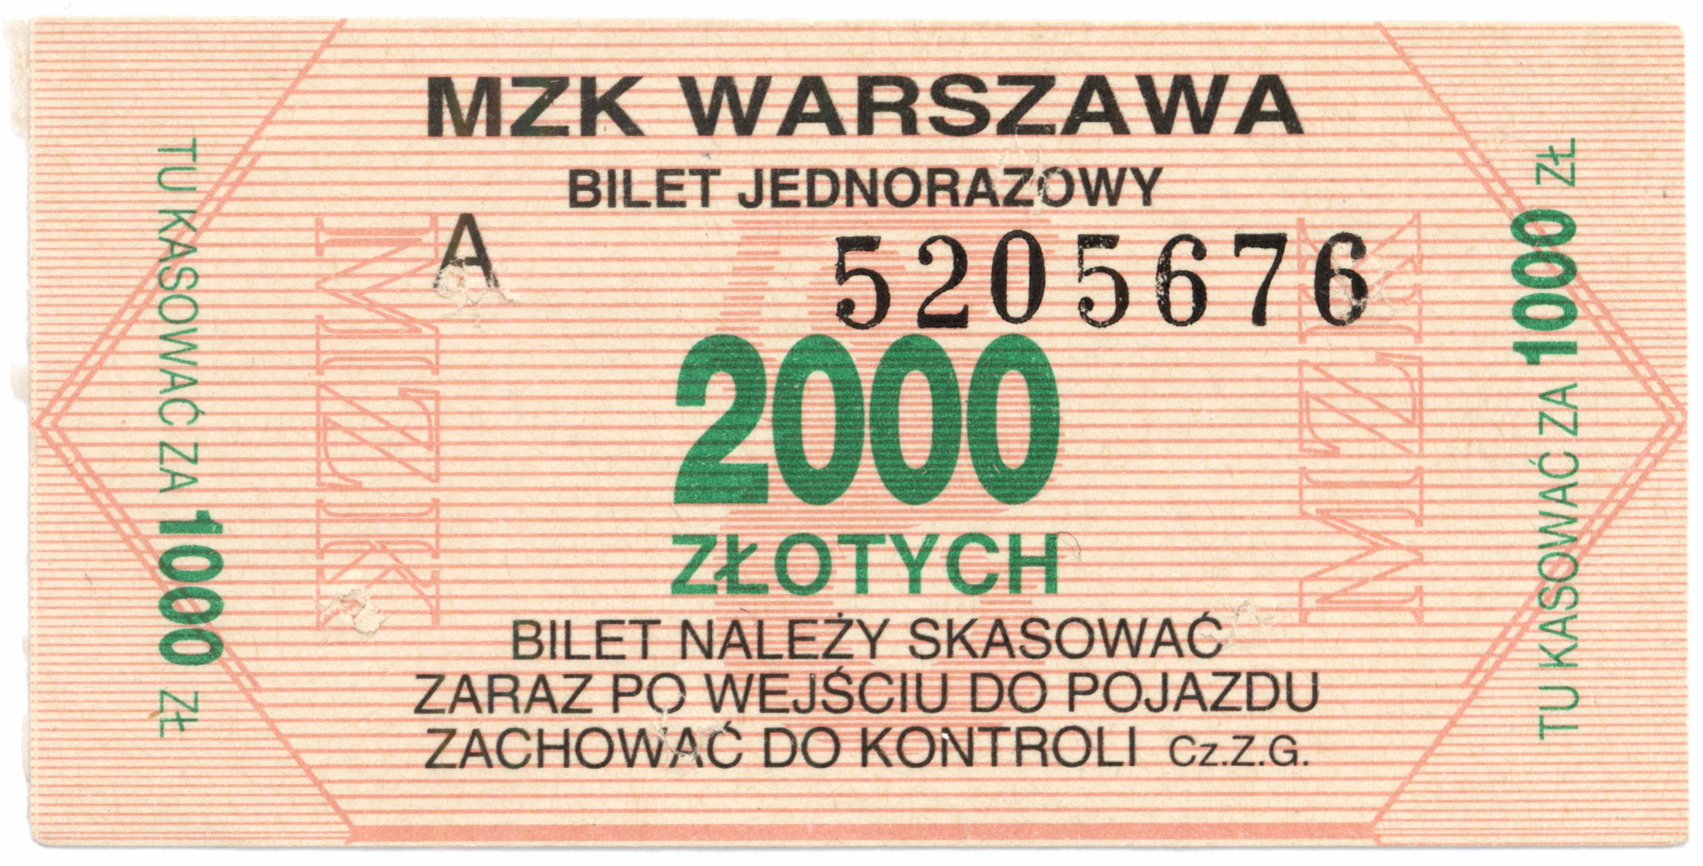 MZK WARSZAWA
BILET JEDNORAZOWY
A 5205676
2000
ZŁOTYCH
BILET NALEŻY SKASOWAĆ
ZARAZ PO WEJŚCIU DO POJAZDU
ZACHOWAĆ DO KONTROLI Cz.Z.G.
TU KASOWAĆ ZA 1000 ZŁ
MZK
MZK
TU KASOWAĆ ZA 1000 ZŁ